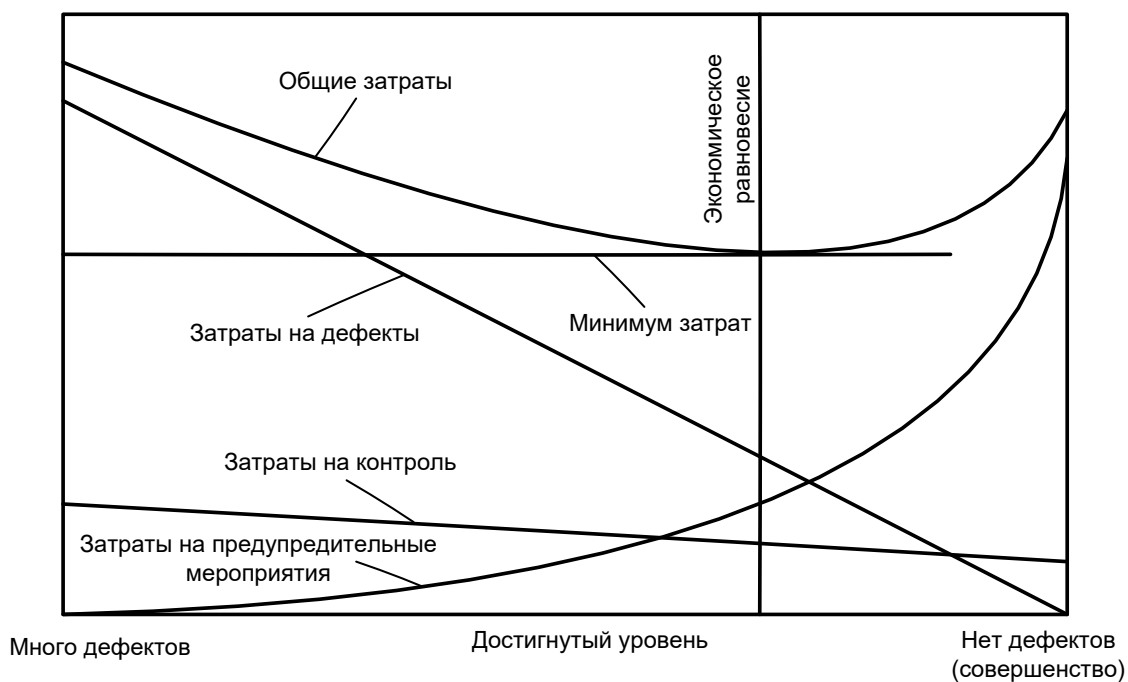 Общие затраты
Экономическое
равновесие
Минимум затрат
Затраты на дефекты
Затраты на контроль
Затраты на предупредительные
мероприятия
Много дефектов
Достигнутый уровень
Нет дефектов
(совершенство)